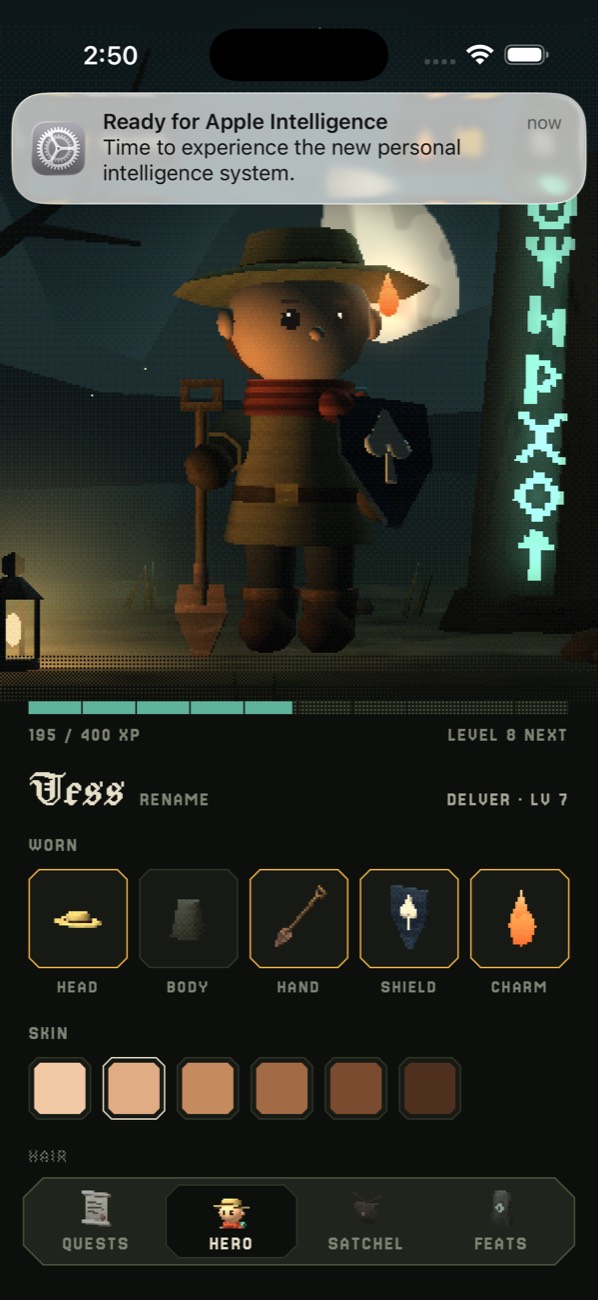 2:50
Ready for Apple Intelligence
now
Time to experience the new personal
intelligence system.
195 / 400 XP
LEVEL 8 NEXT
Tess
RENAME
DELVER · LV 7
WORN
HEAD
BODY
HAND
SHIELD
CHARM
SKIN
HAIR
QUESTS
HERO
SATCHEL
FEATS